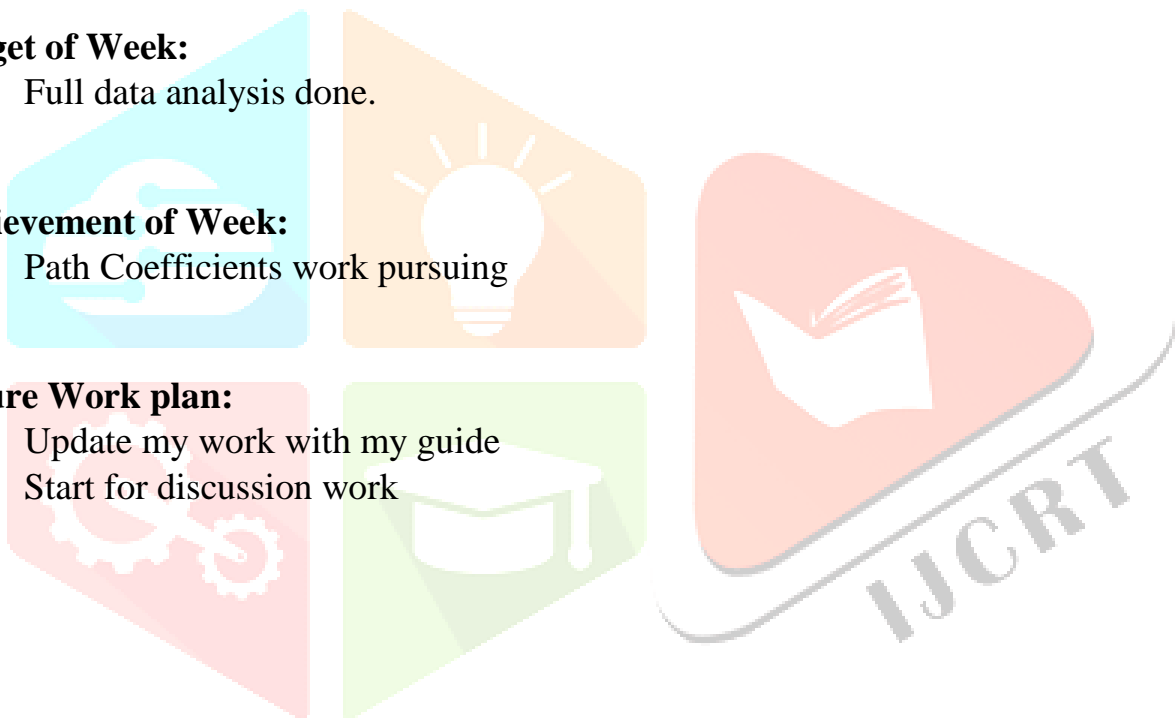 get of Week:
Full data analysis done.
ievement of Week:
Path Coefficients work pursuing
ure Work plan:
Update my work with my guide
Start for discussion work
IJCRT